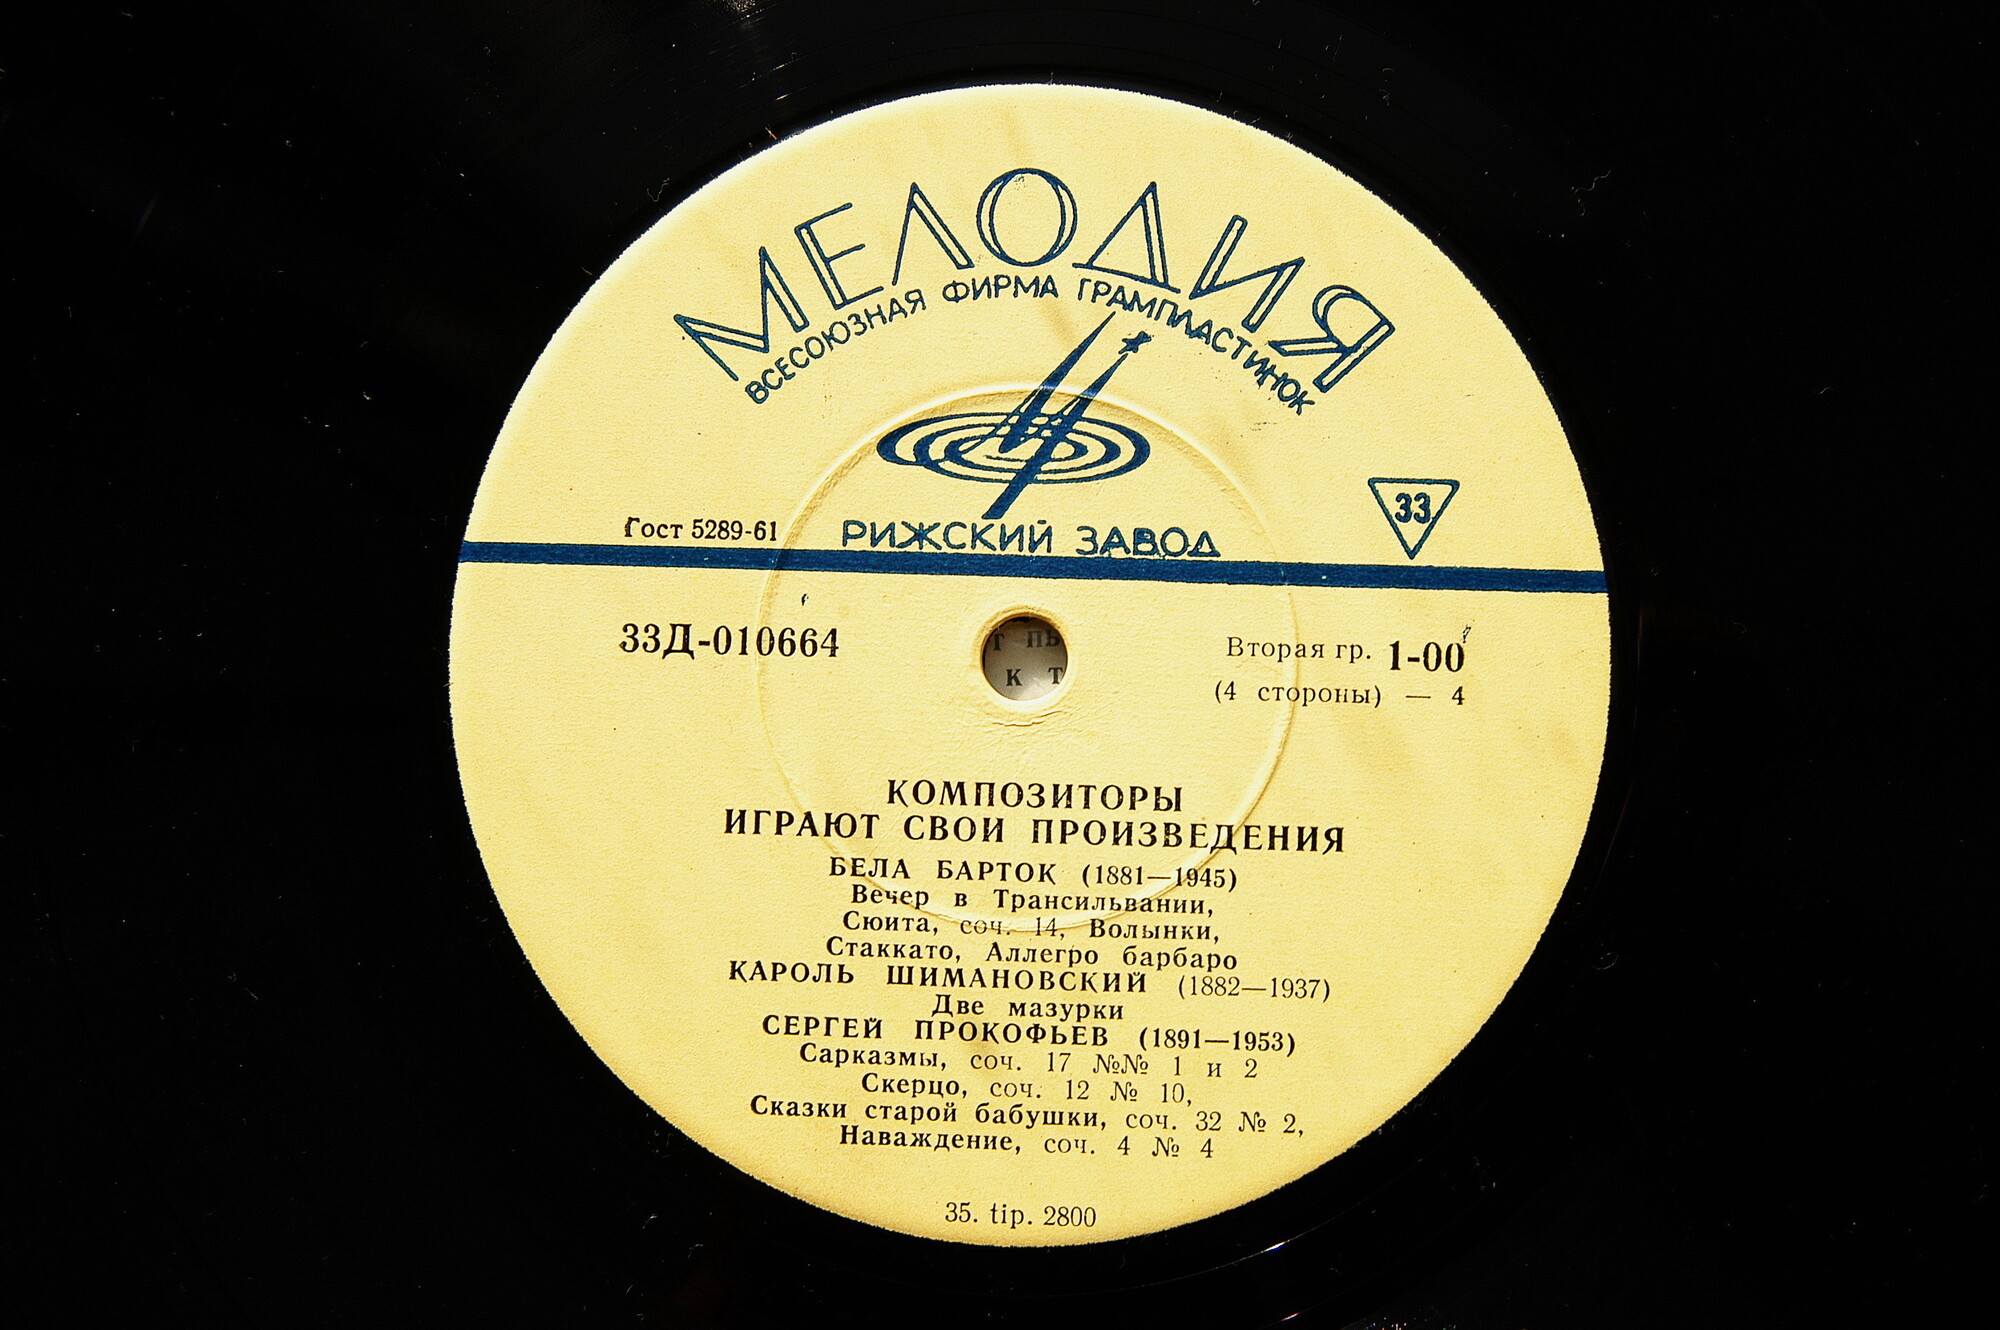 МЕЛОДИЯ
ВСЕСОЮЗНАЯ ФИРМА ГРАМПЛАСТИНОК
33
Гост 5289-61
РИЖСКИЙ ЗАВОД
33Д-010664
Вторая гр. 1-00
(4 стороны) — 4
Т ПЬ
К Т
КОМПОЗИТОРЫ
ИГРАЮТ СВОИ ПРОИЗВЕДЕНИЯ
БЕЛА БАРТОК (1881—1945)
Вечер в Трансильвании,
Сюита, соч. 14, Волынки,
Стаккато, Аллегро барбаро
КАРОЛЬ ШИМАНОВСКИЙ (1882—1937)
Две мазурки
СЕРГЕЙ ПРОКОФЬЕВ (1891—1953)
Сарказмы, соч. 17 №№ 1 и 2
Скерцо, соч. 12 № 10,
Сказки старой бабушки, соч. 32 № 2,
Наваждение, соч. 4 № 4
35. tip. 2800